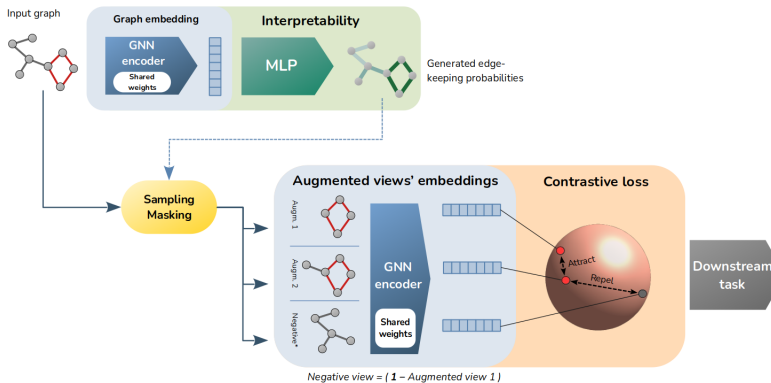 Input graph
Graph embedding
Interpretability
GNN
encoder
Shared
weights
MLP
Generated edge-
keeping probabilities
Sampling
Masking
Augmented views' embeddings
Contrastive loss
Augm. 1
Augm. 2
Negative*
GNN
encoder
Shared
weights
Attract
Repel
Downstream
task
Negative view = ( 1 – Augmented view 1 )